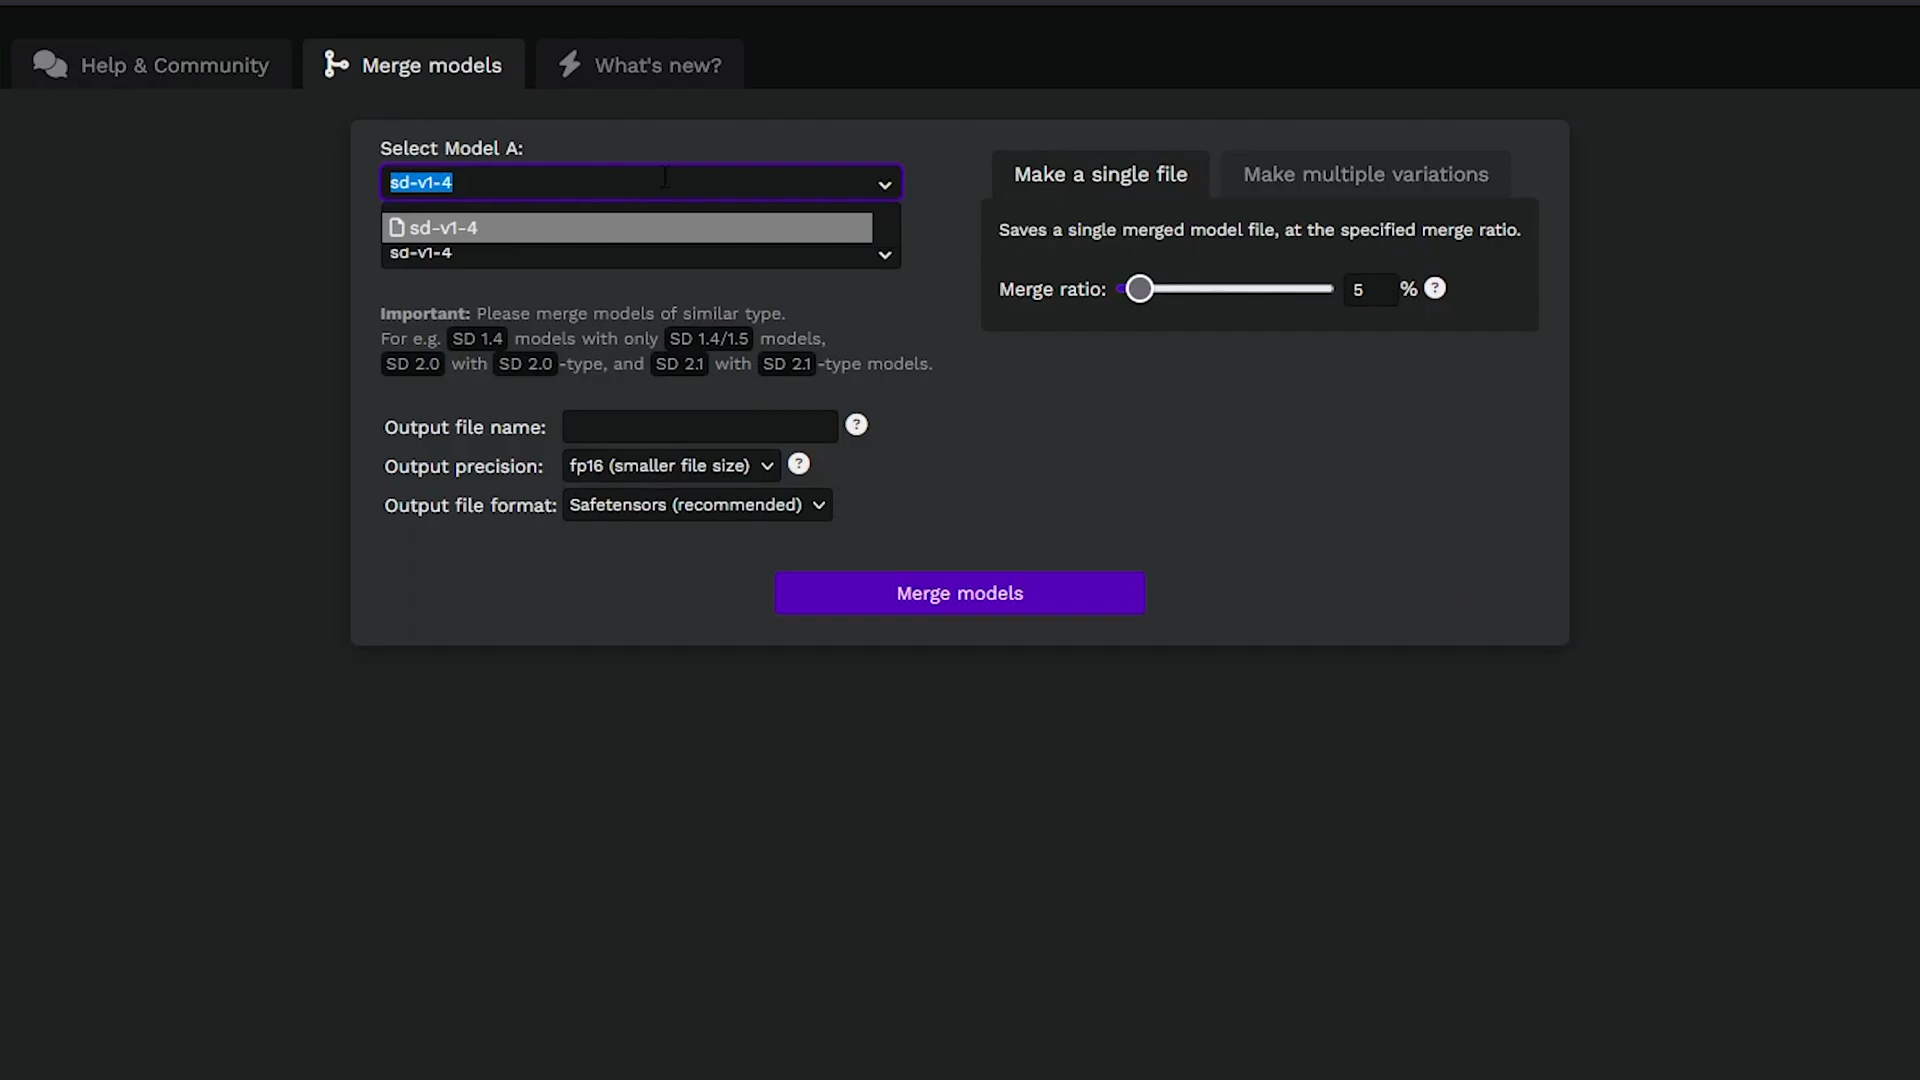 Help & Community
Merge models
What's new?
Select Model A:
sd-v1-4
sd-v1-4
sd-v1-4
Important: Please merge models of similar type.
For e.g. SD 1.4 models with only SD 1.4/1.5 models,
SD 2.0 with SD 2.0-type, and SD 2.1 with SD 2.1-type models.
Output file name:
?
Output precision: fp16 (smaller file size)
?
Output file format: Safetensors (recommended)
Make a single file
Make multiple variations
Saves a single merged model file, at the specified merge ratio.
Merge ratio: 5 % ?
Merge models